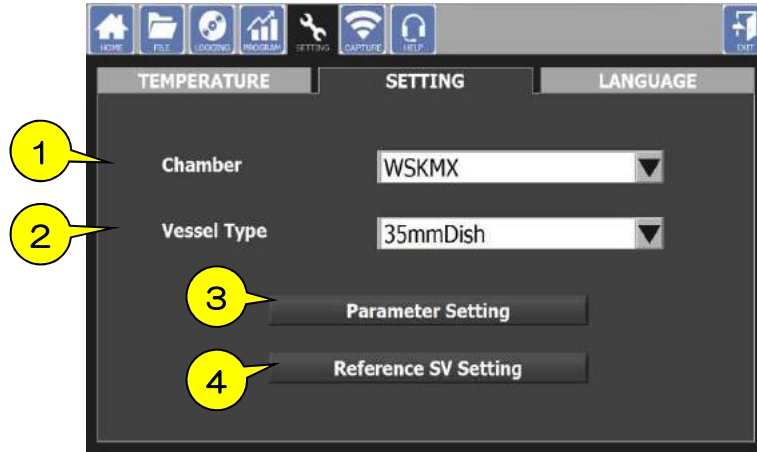 HOME FILE LOGGING PROGRAM SETTING CAPTURE HELP EXIT
TEMPERATURE SETTING LANGUAGE
1 Chamber WSKMX
2 Vessel Type 35mmDish
3 Parameter Setting
4 Reference SV Setting